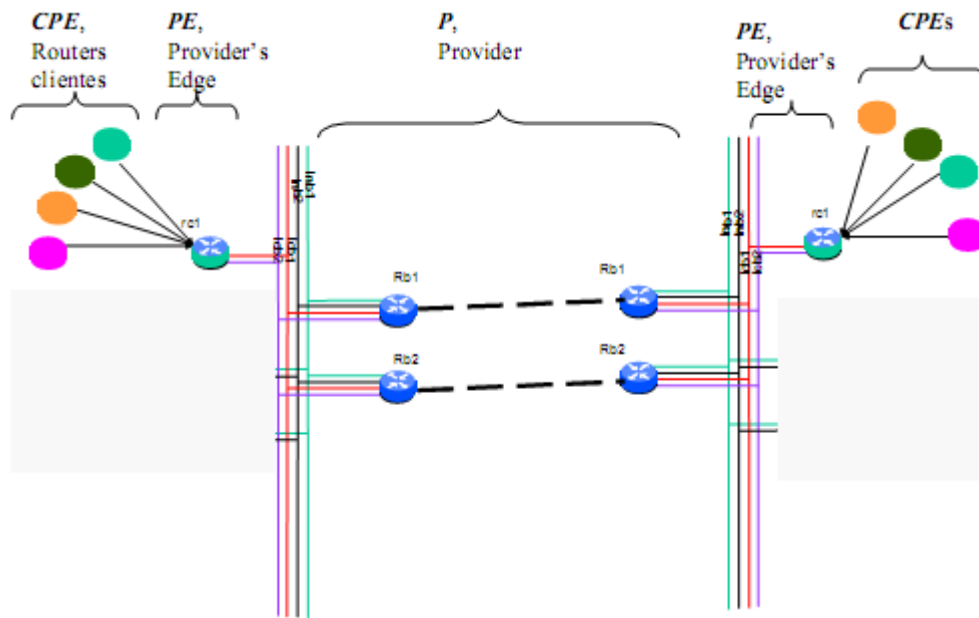 CPE,
Routers
clientes
PE,
Provider's
Edge
P,
Provider
PE,
Provider's
Edge
CPEs
rc1
rc1
Rb1
Rb1
Rb2
Rb2